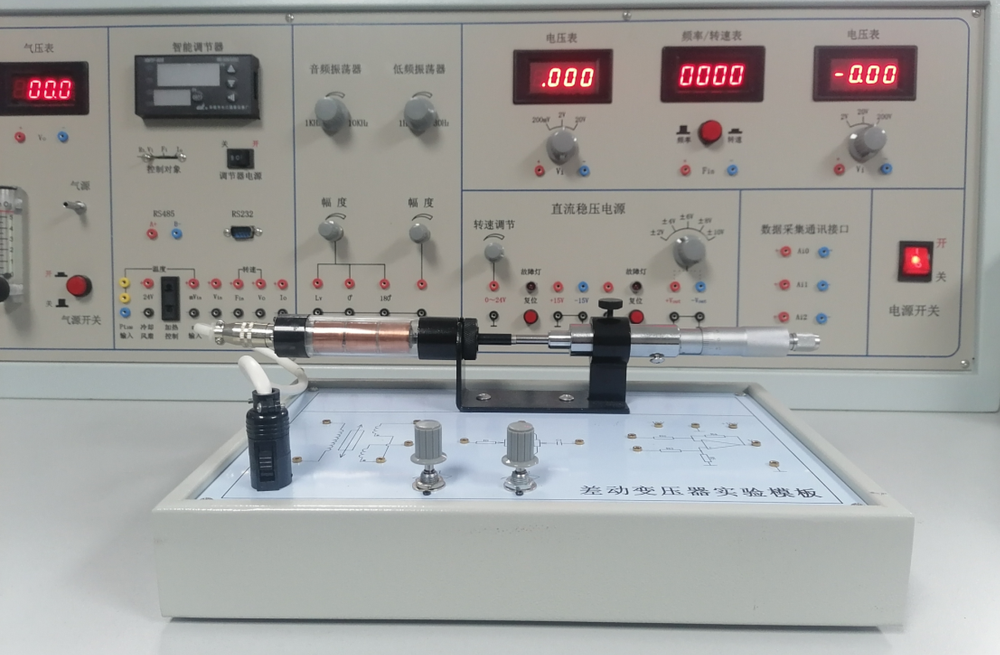 气压表
00.0
+ Vo -
气源
5
4
3
2
1
0
开
关
气源开关
智能调节器
关 开
调节器电源
控制对象
RS485
A+ B-
RS232
温度
转速
24V
mVin
Vin
Fin
Vo
Io
冷却
风扇
加热
控制
输入
输入
音频振荡器
低频振荡器
10KHz
30Hz
幅 度
幅 度
Lv 0° 180°
电压表
.000
200mV 2V 20V
+ Vi -
频率/转速表
0000
频率
转速
+ Fin -
电压表
-0.00
2V 20V 200V
+ Vi -
直流稳压电源
转速调节
±2V ±4V ±6V ±8V ±10V
故障灯
故障灯
0～24V
复位
+15V
-15V
复位
+Vout
-Vout
数据采集通讯接口
+ Ai0 -
+ Ai1 -
+ Ai2 -
开
关
电源开关
差动变压器实验模板